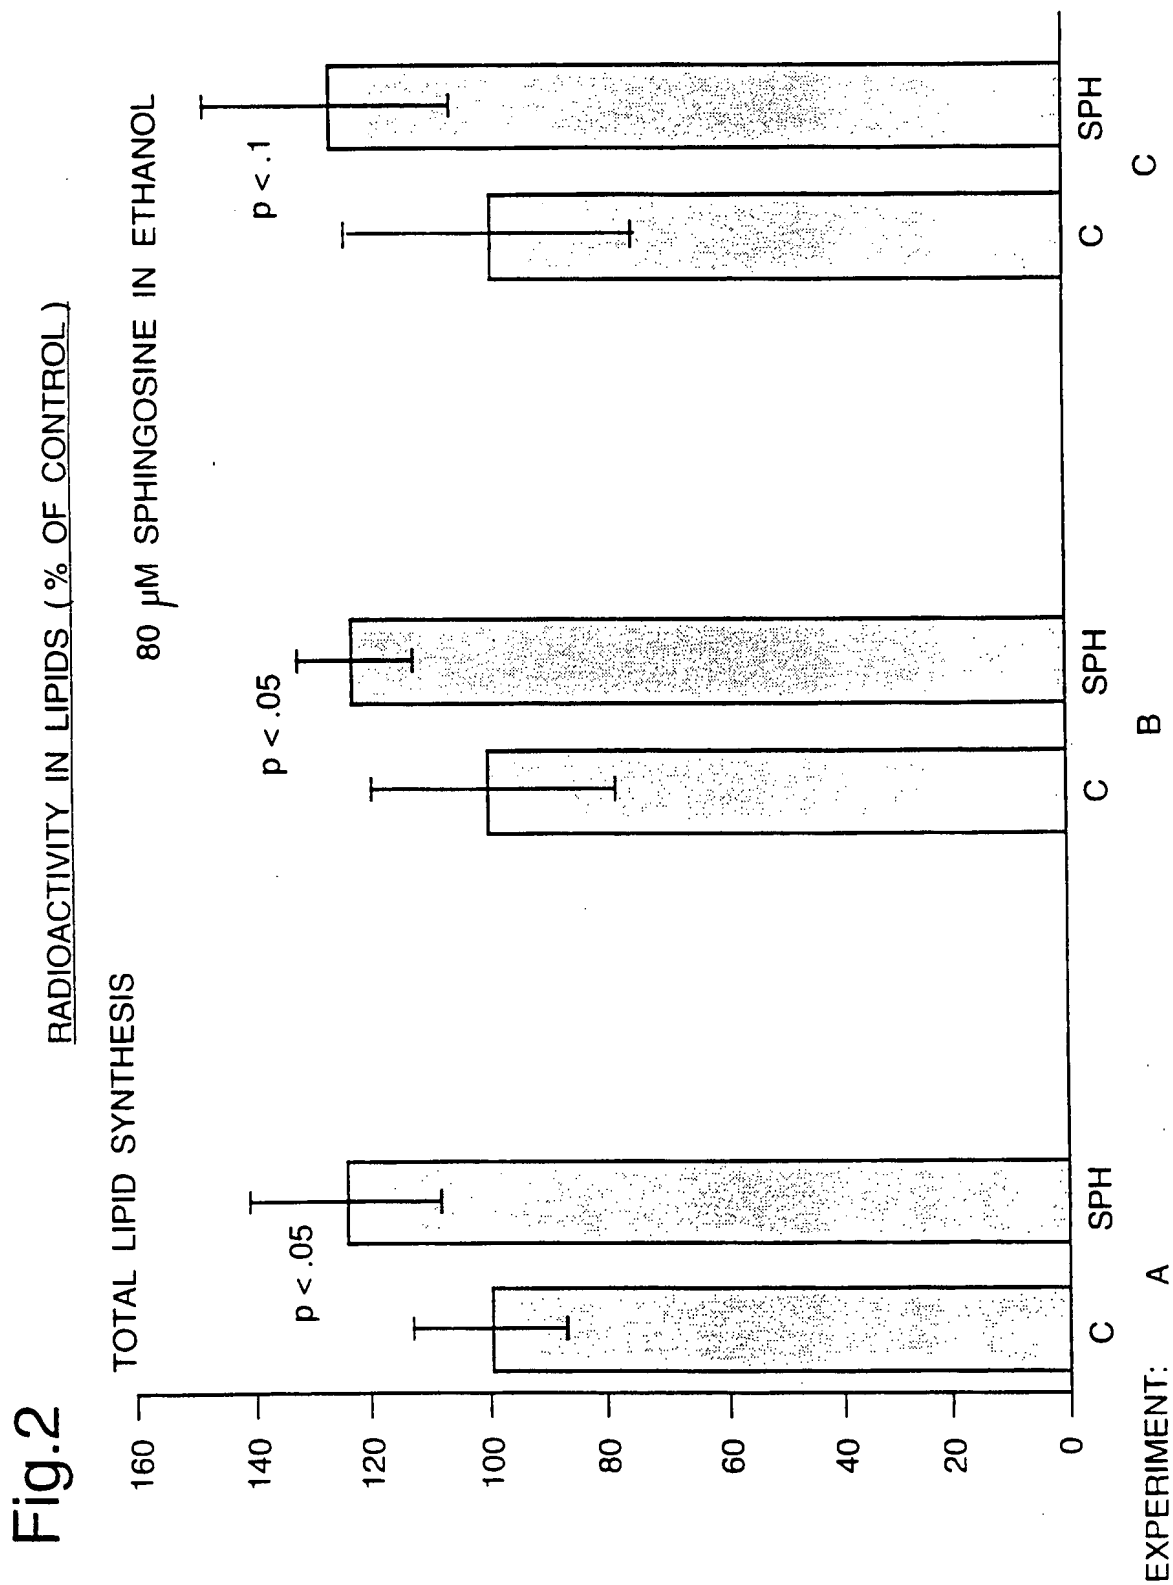 Fig.2
RADIOACTIVITY IN LIPIDS ( % OF CONTROL)
TOTAL LIPID SYNTHESIS
80 µM SPHINGOSINE IN ETHANOL
160
140
120
100
80
60
40
20
0
p < .05
p < .05
p < .1
C SPH C SPH C SPH
EXPERIMENT: A B C